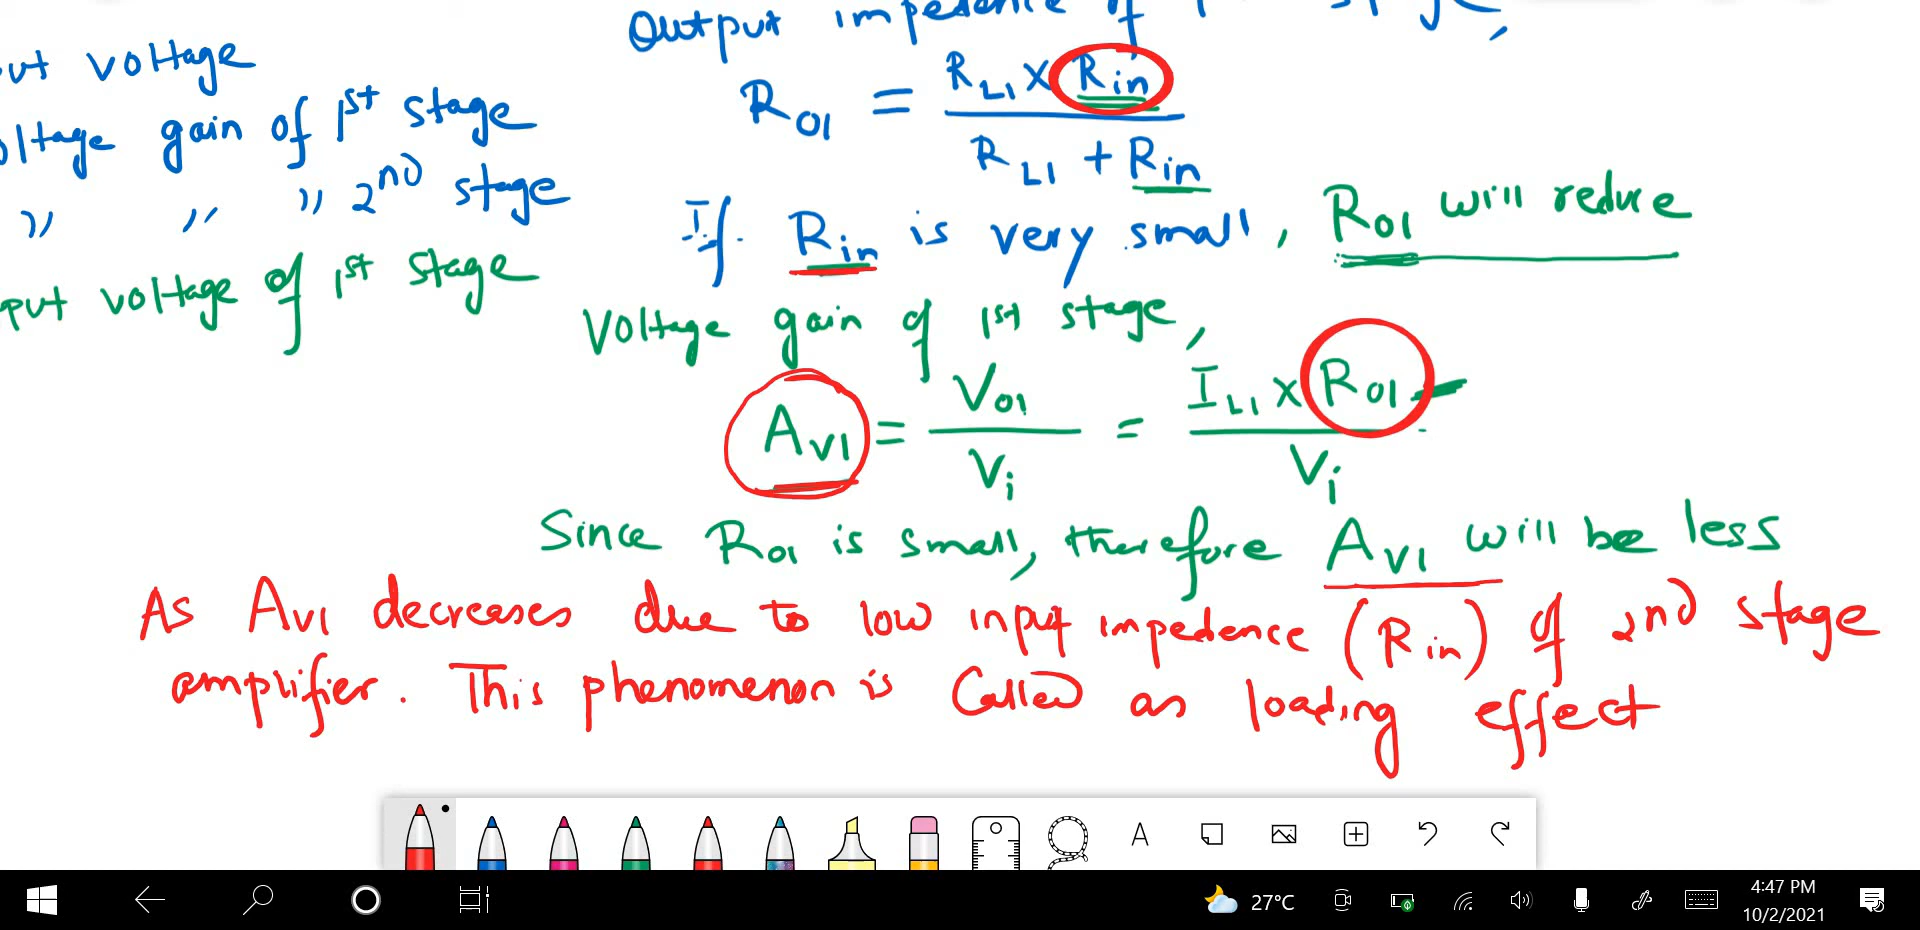 Output impedence of
put voltage
R01 = RL1 x Rin / RL1 + Rin
oltage gain of 1st stage
" " " 2nd stage
If Rin is very small, R01 will reduce
put voltage of 1st stage
Voltage gain of 1st stage,
AV1 = V01 / Vi = IL1 x R01 / Vi
Since R01 is small, therefore AV1 will be less
As AV1 decreases due to low input impedence (Rin) of 2nd stage
amplifier. This phenomenon is called as loading effect
A
27°C
4:47 PM
10/2/2021